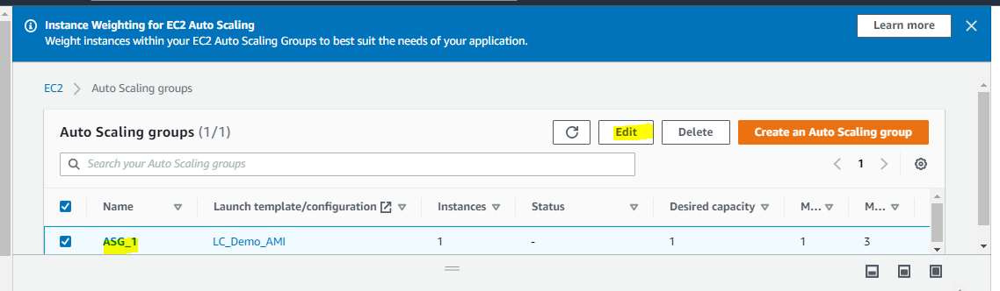 Instance Weighting for EC2 Auto Scaling
Weight instances within your EC2 Auto Scaling Groups to best suit the needs of your application.
Learn more
EC2 > Auto Scaling groups
Auto Scaling groups (1/1)
Edit
Delete
Create an Auto Scaling group
Search your Auto Scaling groups
1
Name Launch template/configuration Instances Status Desired capacity M... M...
ASG_1 LC_Demo_AMI 1 - 1 1 3